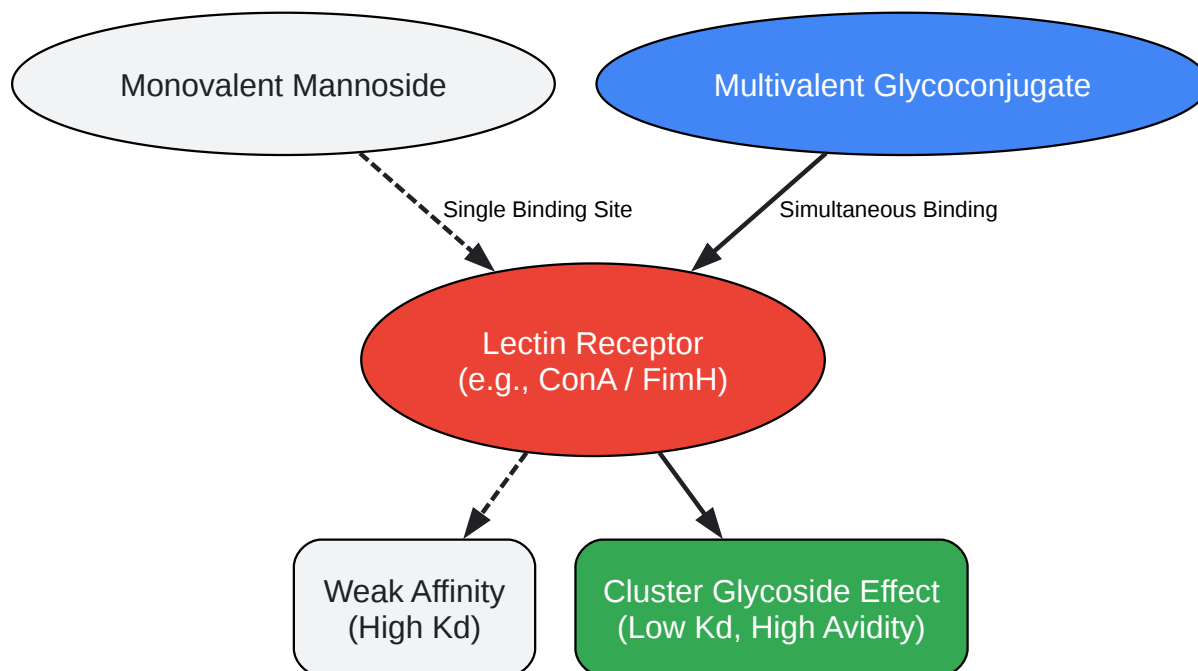 Monovalent Mannoside
Multivalent Glycoconjugate
Single Binding Site
Simultaneous Binding
Lectin Receptor
(e.g., ConA / FimH)
Weak Affinity
(High Kd)
Cluster Glycoside Effect
(Low Kd, High Avidity)